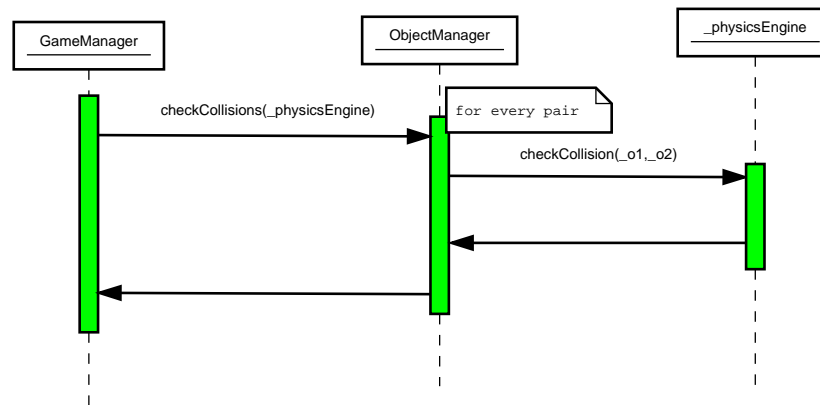 GameManager
ObjectManager
_physicsEngine
checkCollisions(_physicsEngine)
for every pair
checkCollision(_o1,_o2)